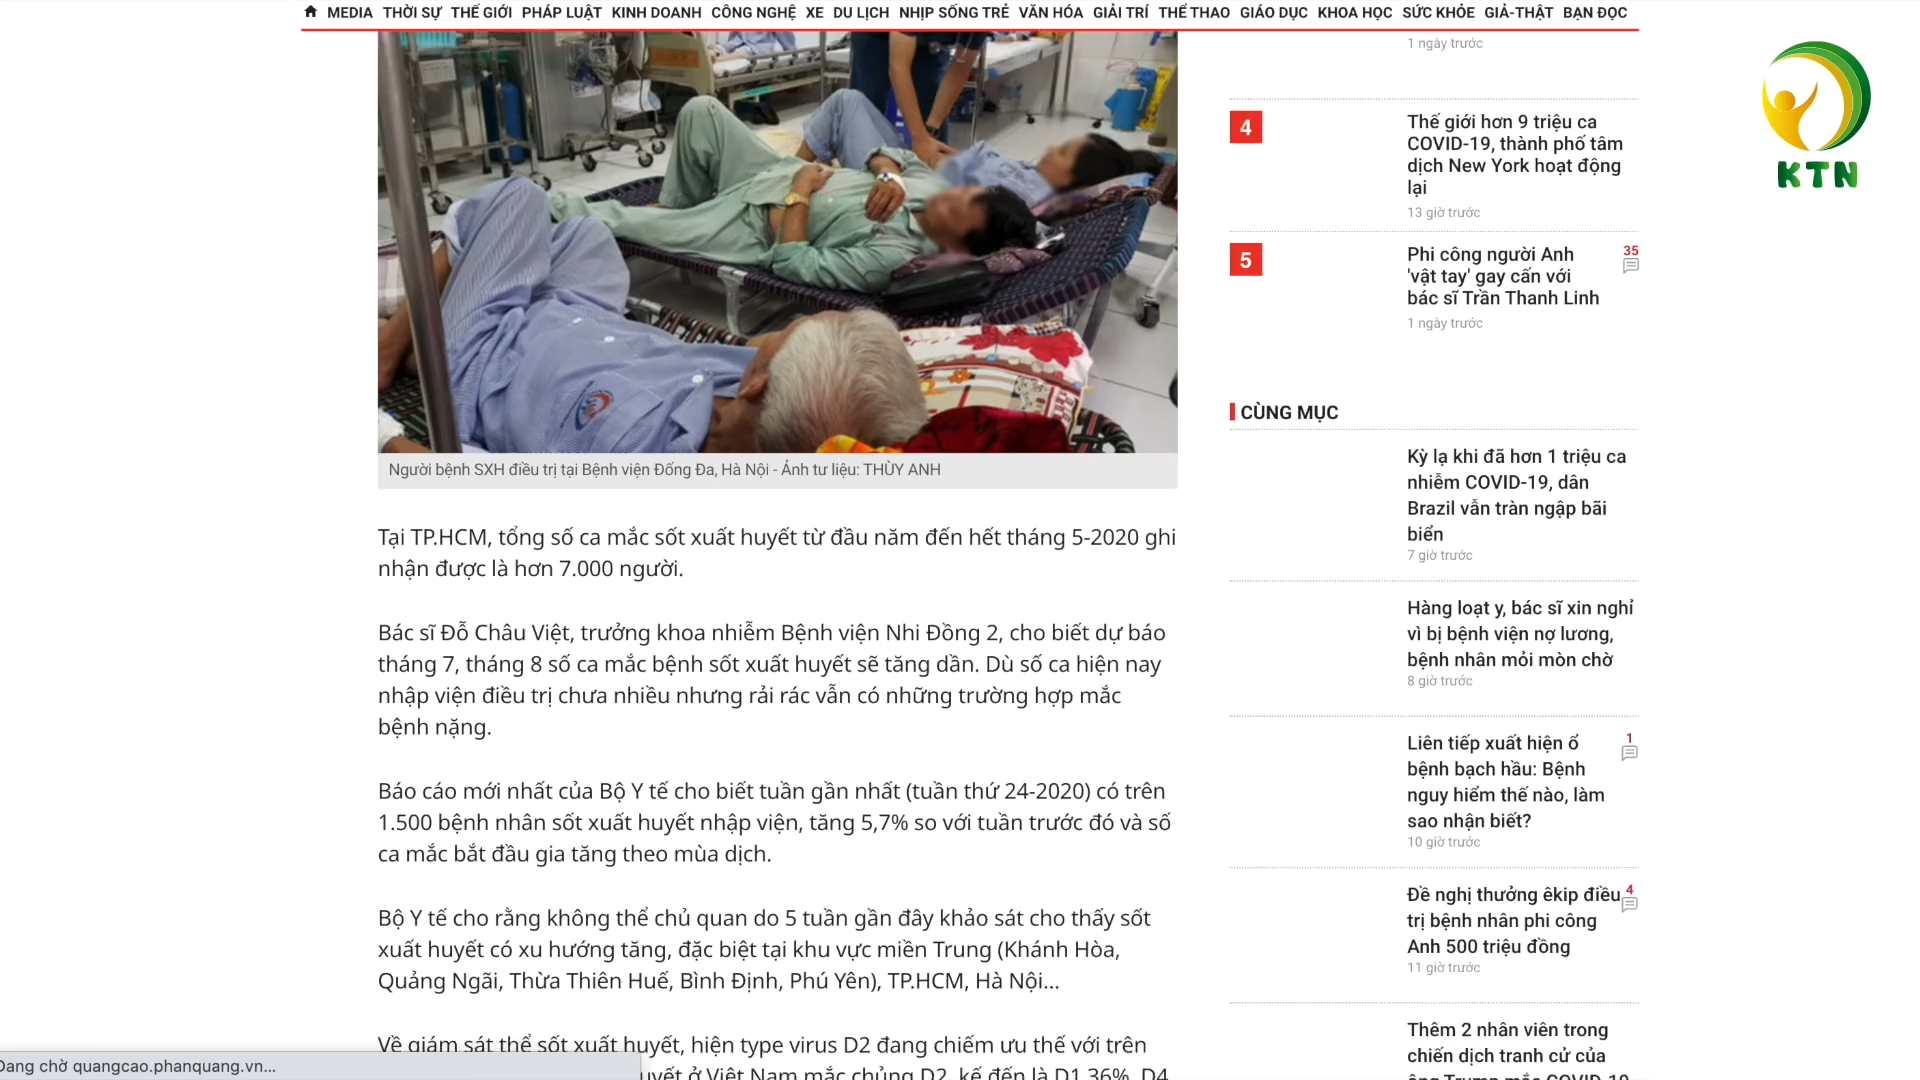 MEDIA THỜI SỰ THẾ GIỚI PHÁP LUẬT KINH DOANH CÔNG NGHỆ XE DU LỊCH NHỊP SỐNG TRẺ VĂN HÓA GIẢI TRÍ THỂ THAO GIÁO DỤC KHOA HỌC SỨC KHỎE GIẢ-THẬT BẠN ĐỌC
KTN
Người bệnh SXH điều trị tại Bệnh viện Đống Đa, Hà Nội - Ảnh tư liệu: THÙY ANH
Tại TP.HCM, tổng số ca mắc sốt xuất huyết từ đầu năm đến hết tháng 5-2020 ghi
nhận được là hơn 7.000 người.
Bác sĩ Đỗ Châu Việt, trưởng khoa nhiễm Bệnh viện Nhi Đồng 2, cho biết dự báo
tháng 7, tháng 8 số ca mắc bệnh sốt xuất huyết sẽ tăng dần. Dù số ca hiện nay
nhập viện điều trị chưa nhiều nhưng rải rác vẫn có những trường hợp mắc
bệnh nặng.
Báo cáo mới nhất của Bộ Y tế cho biết tuần gần nhất (tuần thứ 24-2020) có trên
1.500 bệnh nhân sốt xuất huyết nhập viện, tăng 5,7% so với tuần trước đó và số
ca mắc bắt đầu gia tăng theo mùa dịch.
Bộ Y tế cho rằng không thể chủ quan do 5 tuần gần đây khảo sát cho thấy sốt
xuất huyết có xu hướng tăng, đặc biệt tại khu vực miền Trung (Khánh Hòa,
Quảng Ngãi, Thừa Thiên Huế, Bình Định, Phú Yên), TP.HCM, Hà Nội...
Về giám sát thể sốt xuất huyết, hiện type virus D2 đang chiếm ưu thế với trên
huyết ở Việt Nam mắc chủng D2, kế đến là D1 36%, D4
Đang chờ quangcao.phanquang.vn...
1 ngày trước
4
Thế giới hơn 9 triệu ca
COVID-19, thành phố tâm
dịch New York hoạt động
lại
13 giờ trước
5
Phi công người Anh
'vật tay' gay cấn với
bác sĩ Trần Thanh Linh
35
1 ngày trước
CÙNG MỤC
Kỳ lạ khi đã hơn 1 triệu ca
nhiễm COVID-19, dân
Brazil vẫn tràn ngập bãi
biển
7 giờ trước
Hàng loạt y, bác sĩ xin nghỉ
vì bị bệnh viện nợ lương,
bệnh nhân mỏi mòn chờ
8 giờ trước
Liên tiếp xuất hiện ổ
bệnh bạch hầu: Bệnh
nguy hiểm thế nào, làm
sao nhận biết?
1
10 giờ trước
Đề nghị thưởng êkip điều
trị bệnh nhân phi công
Anh 500 triệu đồng
4
11 giờ trước
Thêm 2 nhân viên trong
chiến dịch tranh cử của
ông Trump mắc COVID-19